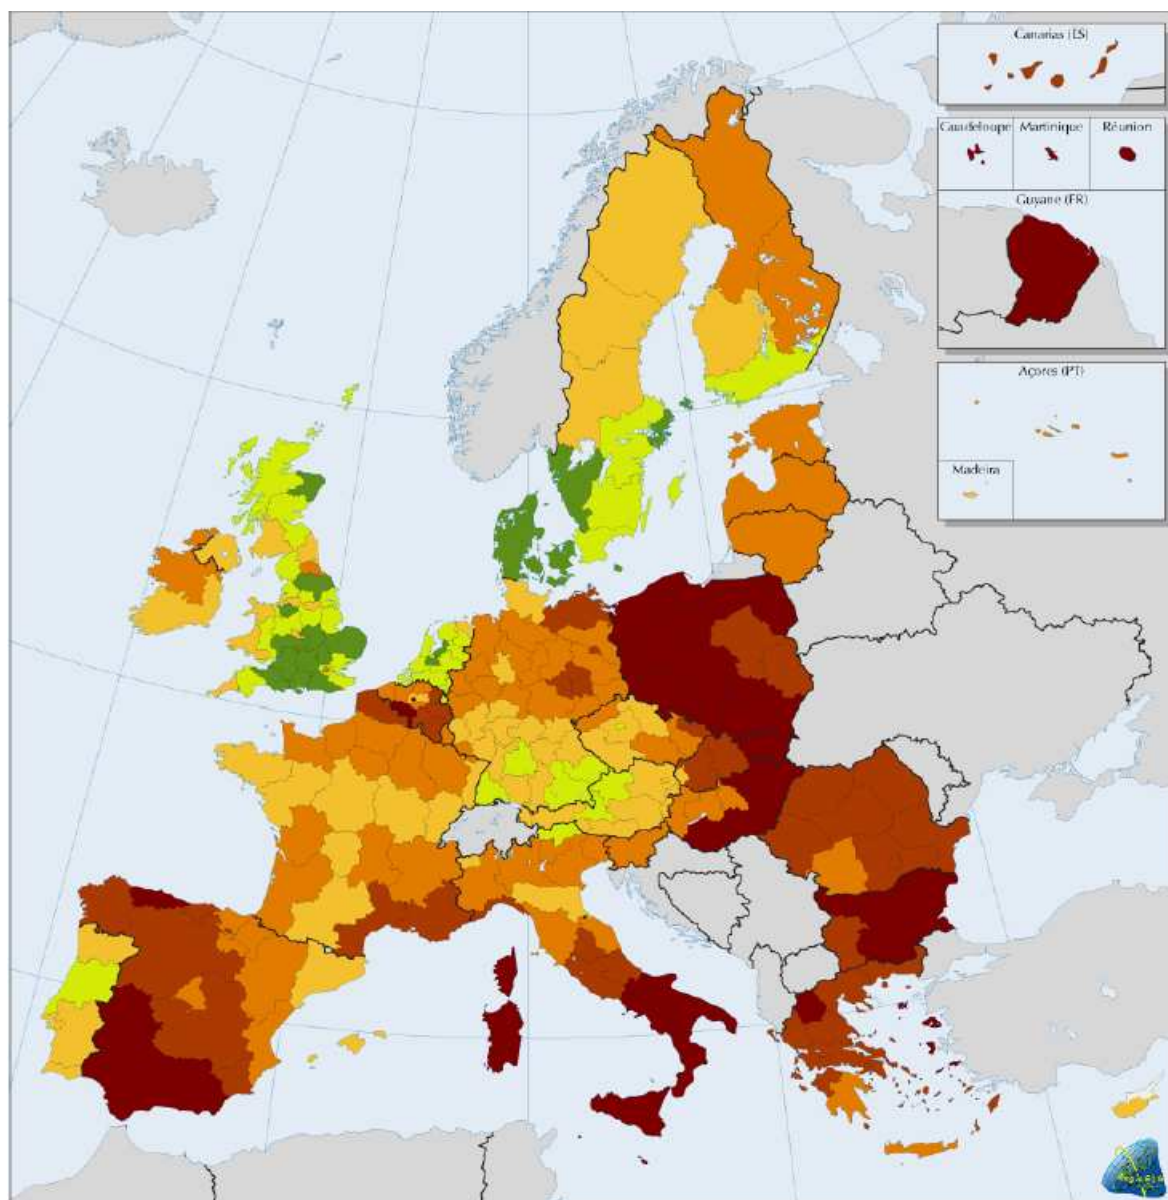 Canarias (ES)
Guadeloupe
Martinique
Réunion
Guyane (FR)
Açores (PT)
Madeira